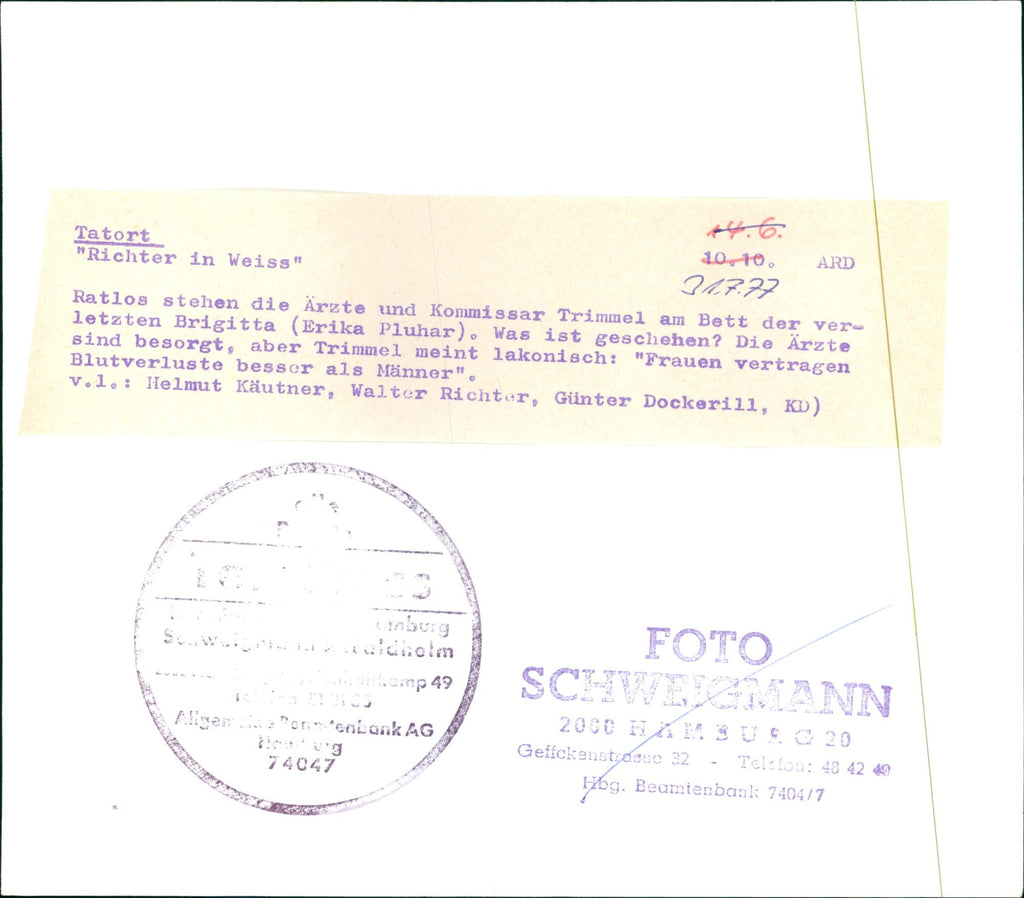 Tatort
"Richter in Weiss"
14.6.
10.10. ARD
31.7.77
Ratlos stehen die Ärzte und Kommissar Trimmel am Bett der ver-
letzten Brigitta (Erika Pluhar). Was ist geschehen? Die Ärzte
sind besorgt, aber Trimmel meint lakonisch: "Frauen vertragen
Blutverluste besser als Männer".
v.l.: Helmut Käutner, Walter Richter, Günter Dockerill, KD)
Allgemeine Beamtenbank AG
Hamburg
74047
FOTO
SCHWEIGMANN
2000 HAMBURG 20
Geffckenstrasse 32 - Telefon: 48 42 40
Hbg. Beamtenbank 7404/7